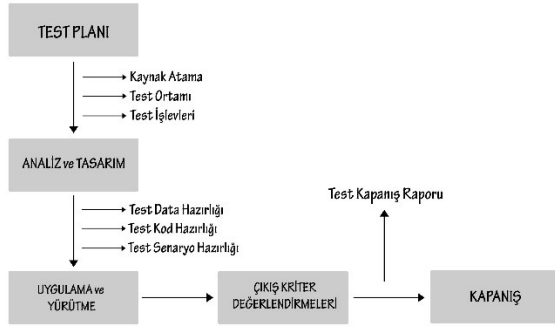 TEST PLANI
Kaynak Atama
Test Ortamı
Test İşlevleri
ANALİZ ve TASARIM
Test Data Hazırlığı
Test Kod Hazırlığı
Test Senaryo Hazırlığı
UYGULAMA ve
YÜRÜTME
ÇIKIŞ KRİTER
DEĞERLENDİRMELERİ
Test Kapanış Raporu
KAPANIŞ